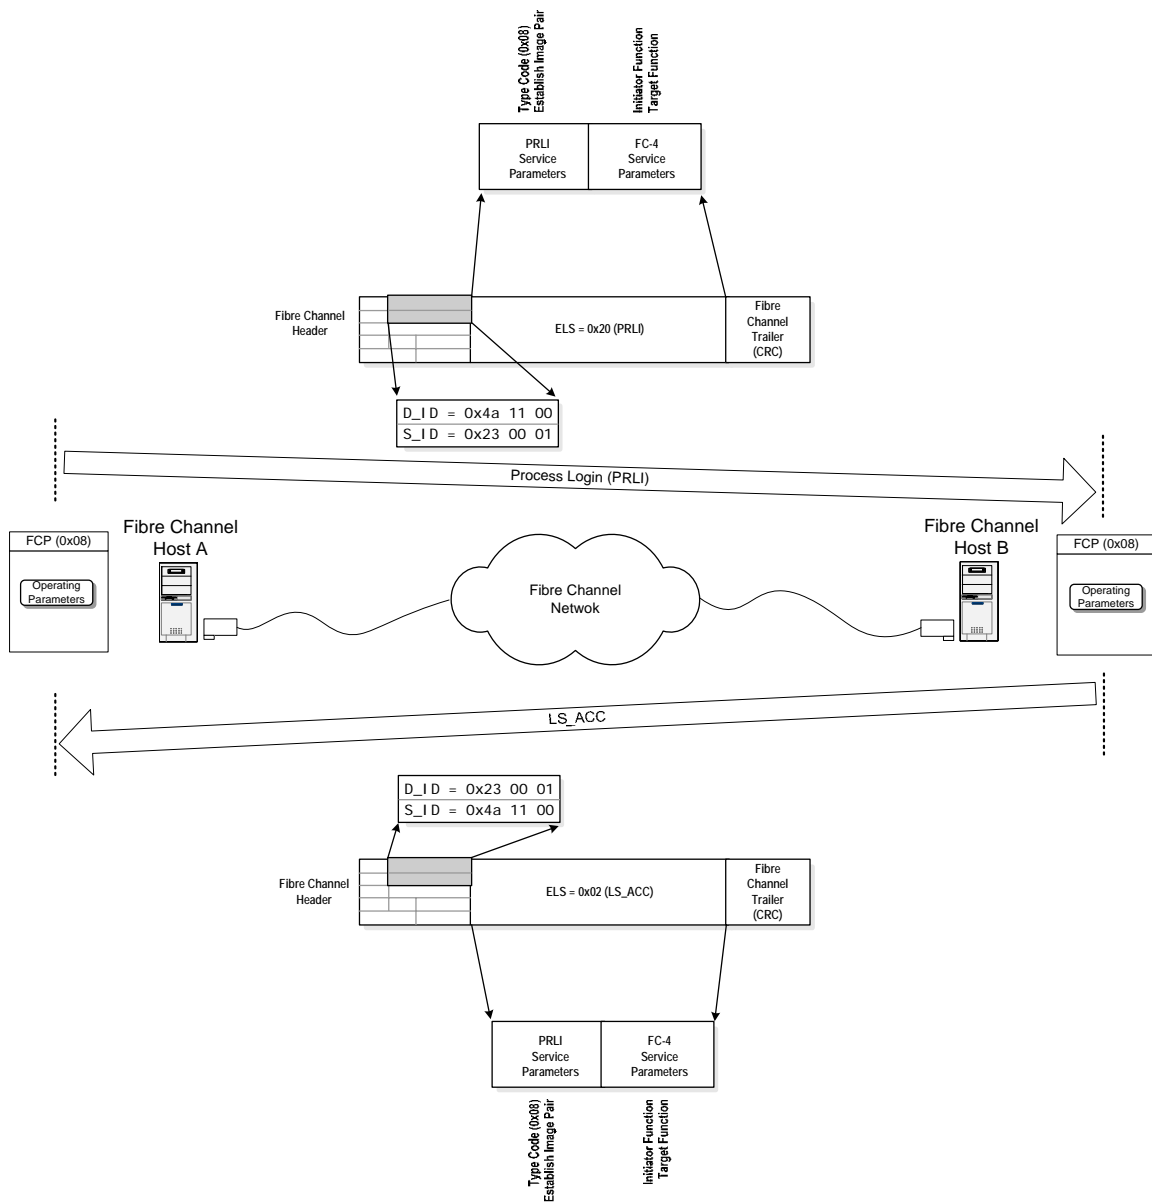 Type Code (0x08)
Establish Image Pair
Initiator Function
Target Function
PRLI
Service
Parameters
FC-4
Service
Parameters
Fibre Channel
Header
ELS = 0x20 (PRLI)
Fibre
Channel
Trailer
(CRC)
D_ID = 0x4a 11 00
S_ID = 0x23 00 01
Process Login (PRLI)
FCP (0x08)
Operating
Parameters
Fibre Channel
Host A
Fibre Channel
Netwok
Fibre Channel
Host B
FCP (0x08)
Operating
Parameters
LS_ACC
D_ID = 0x23 00 01
S_ID = 0x4a 11 00
Fibre Channel
Header
ELS = 0x02 (LS_ACC)
Fibre
Channel
Trailer
(CRC)
PRLI
Service
Parameters
FC-4
Service
Parameters
Type Code (0x08)
Establish Image Pair
Initiator Function
Target Function